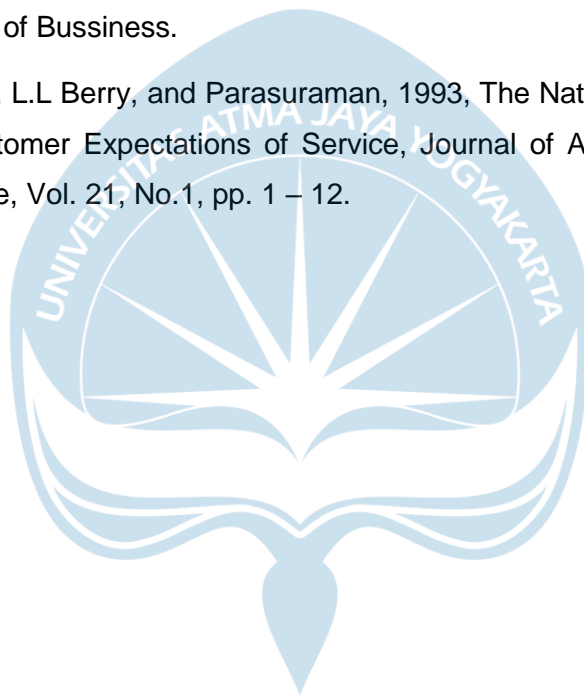 of Bussiness.
L.L Berry, and Parasuraman, 1993, The Nat
tomer Expectations of Service, Journal of A
e, Vol. 21, No.1, pp. 1 – 12.
UNIVERSITAS ATMA JAYA YOGYAKARTA